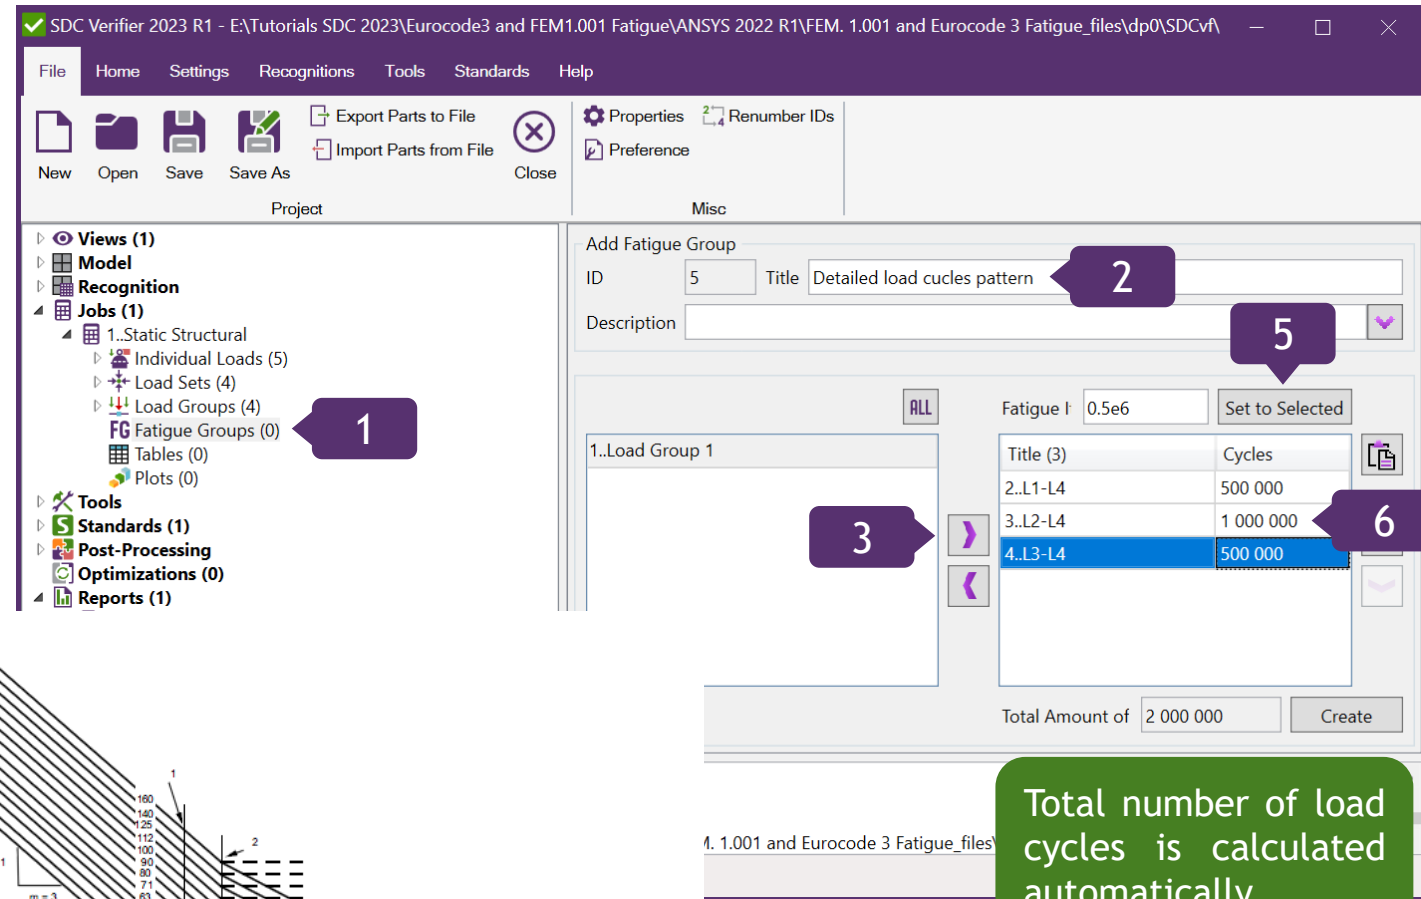 SDC Verifier 2023 R1 - E:\Tutorials SDC 2023\Eurocode3 and FEM1.001 Fatigue\ANSYS 2022 R1\FEM. 1.001 and Eurocode 3 Fatigue_files\dp0\SDCvf\
File Home Settings Recognitions Tools Standards Help
Export Parts to File
Import Parts from File
New Open Save Save As Close
Project
Properties 2 4 Renumber IDs
Preference
Misc
Views (1)
Model
Recognition
Jobs (1)
1..Static Structural
Individual Loads (5)
Load Sets (4)
Load Groups (4)
FG Fatigue Groups (0)
Tables (0)
Plots (0)
Tools
Standards (1)
Post-Processing
Optimizations (0)
Reports (1)
1
Add Fatigue Group
ID 5 Title Detailed load cucles pattern
2
Description
5
ALL
Fatigue 0.5e6 Set to Selected
1..Load Group 1
3
Title (3) Cycles
2..L1-L4 500 000
3..L2-L4 1 000 000
4..L3-L4 500 000
6
Total Amount of 2 000 000 Create
M. 1.001 and Eurocode 3 Fatigue_files\
Total number of load
cycles is calculated
automatically
1
160
140
125
112
100
90
80
71
63
2
1
m = 3